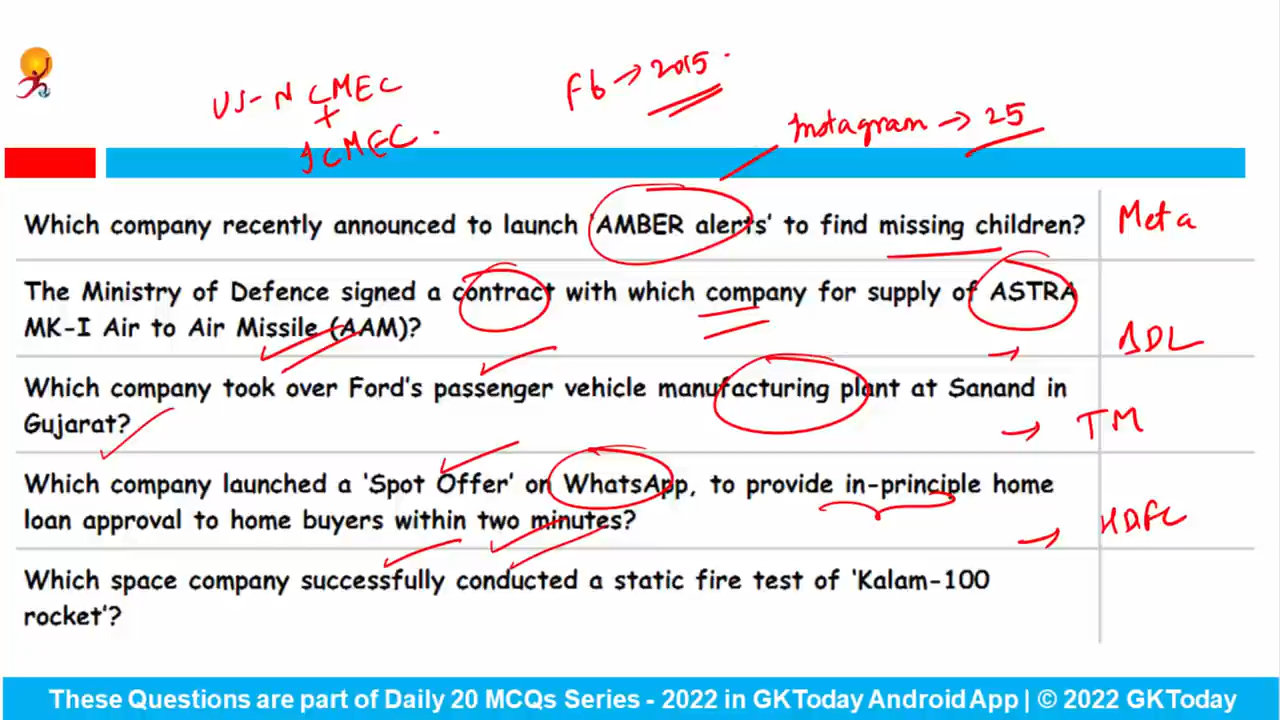 US-N CMEC
+
ICMEC.
Fb → 2015.
Instagram → 25
Which company recently announced to launch 'AMBER alerts' to find missing children?
Meta
The Ministry of Defence signed a contract with which company for supply of ASTRA
MK-I Air to Air Missile (AAM)?
→ BDL
Which company took over Ford's passenger vehicle manufacturing plant at Sanand in
Gujarat?
→ TM
Which company launched a 'Spot Offer' on WhatsApp, to provide in-principle home
loan approval to home buyers within two minutes?
→ HDFC
Which space company successfully conducted a static fire test of 'Kalam-100
rocket'?
These Questions are part of Daily 20 MCQs Series - 2022 in GKToday Android App | © 2022 GKToday